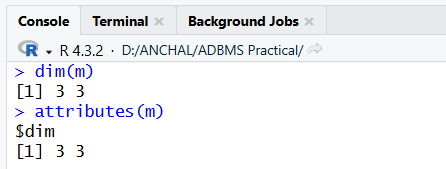 Console Terminal × Background Jobs ×
R R 4.3.2 · D:/ANCHAL/ADBMS Practical/
> dim(m)
[1] 3 3
> attributes(m)
$dim
[1] 3 3